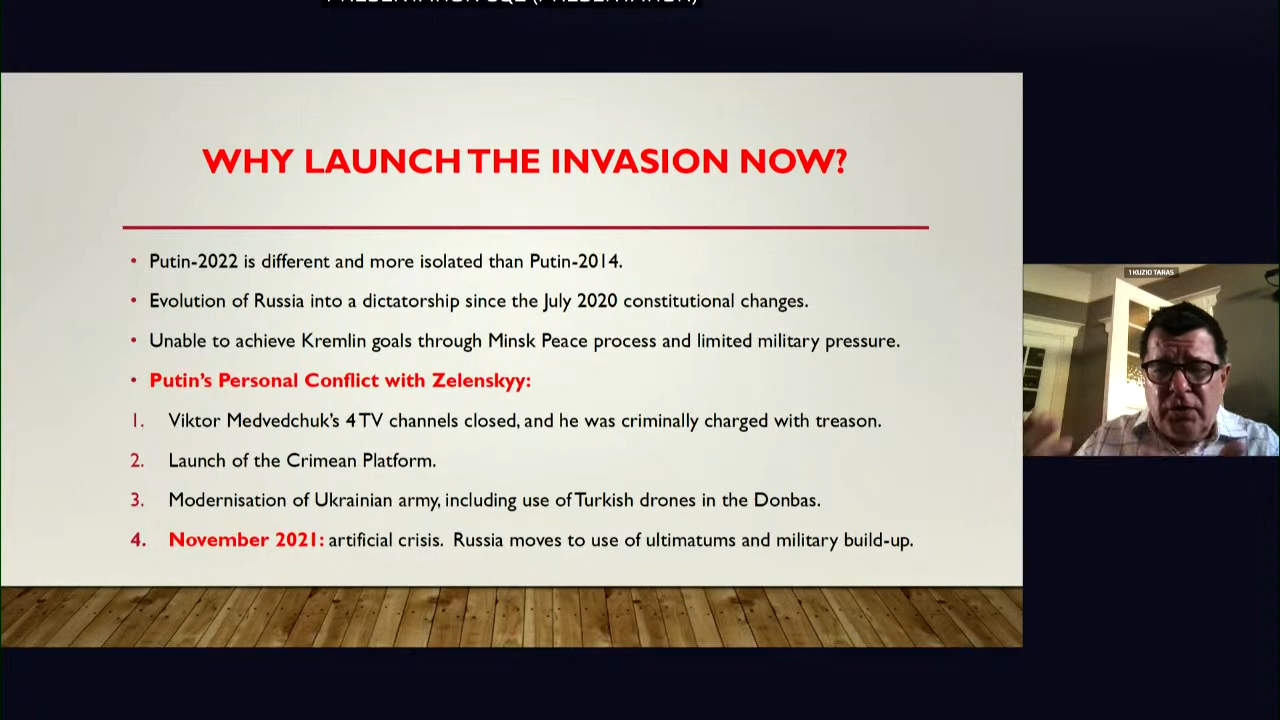 PRESENTATION
(PRESENTATION)
WHY LAUNCH THE INVASION NOW?
• Putin-2022 is different and more isolated than Putin-2014.
• Evolution of Russia into a dictatorship since the July 2020 constitutional changes.
• Unable to achieve Kremlin goals through Minsk Peace process and limited military pressure.
• Putin's Personal Conflict with Zelenskyy:
1. Viktor Medvedchuk's 4 TV channels closed, and he was criminally charged with treason.
2. Launch of the Crimean Platform.
3. Modernisation of Ukrainian army, including use of Turkish drones in the Donbas.
4. November 2021: artificial crisis. Russia moves to use of ultimatums and military build-up.
1 KUZIO TARAS